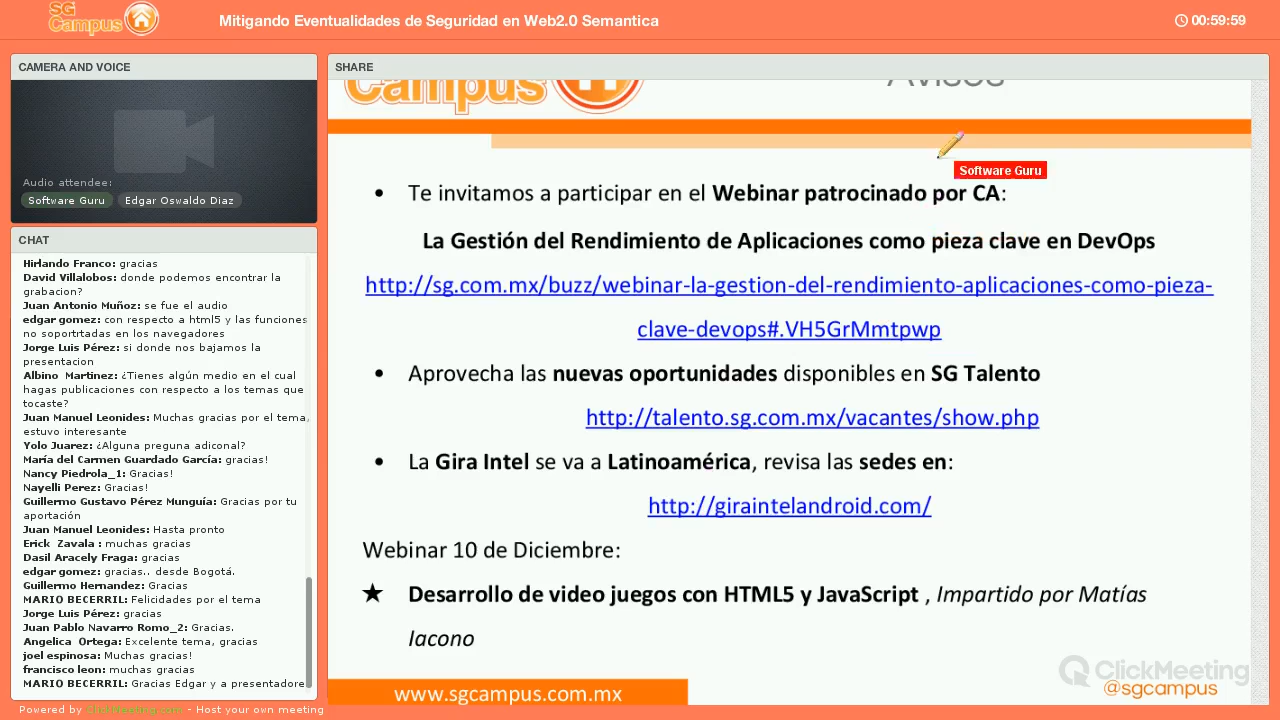 SG
Campus
Mitigando Eventualidades de Seguridad en Web2.0 Semantica
00:59:59
CAMERA AND VOICE
Audio attendee:
Software Guru
Edgar Oswaldo Diaz
CHAT
Hirlando Franco: gracias
David Villalobos: donde podemos encontrar la
grabacion?
Juan Antonio Muñoz: se fue el audio
edgar gomez: con respecto a html5 y las funciones
no soportrtadas en los navegadores
Jorge Luis Pérez: si donde nos bajamos la
presentacion
Albino Martinez: ¿Tienes algún medio en el cual
hagas publicaciones con respecto a los temas que
tocaste?
Juan Manuel Leonides: Muchas gracias por el tema,
estuvo interesante
Yolo Juarez: ¿Alguna preguna adiconal?
María del Carmen Guardado García: gracias!
Nancy Piedrola_1: Gracias!
Nayelli Perez: Gracias!
Guillermo Gustavo Pérez Munguía: Gracias por tu
aportación
Juan Manuel Leonides: Hasta pronto
Erick Zavala : muchas gracias
Dasil Aracely Fraga: gracias
edgar gomez: gracias.. desde Bogotá.
Guillermo Hernandez: Gracias
MARIO BECERRIL: Felicidades por el tema
Jorge Luis Pérez: gracias
Juan Pablo Navarro Romo_2: Gracias.
Angelica Ortega: Excelente tema, gracias
joel espinosa: Muchas gracias!
francisco leon: muchas gracias
MARIO BECERRIL: Gracias Edgar y a presentadore
Powered by ClickMeeting.com - Host your own meeting
SHARE
Campus
Avisos
Software Guru
• Te invitamos a participar en el Webinar patrocinado por CA:
La Gestión del Rendimiento de Aplicaciones como pieza clave en DevOps
http://sg.com.mx/buzz/webinar-la-gestion-del-rendimiento-aplicaciones-como-pieza-
clave-devops#.VH5GrMmtpwp
• Aprovecha las nuevas oportunidades disponibles en SG Talento
http://talento.sg.com.mx/vacantes/show.php
• La Gira Intel se va a Latinoamérica, revisa las sedes en:
http://giraintelandroid.com/
Webinar 10 de Diciembre:
★ Desarrollo de video juegos con HTML5 y JavaScript , Impartido por Matías
Iacono
www.sgcampus.com.mx
ClickMeeting
@sgcampus